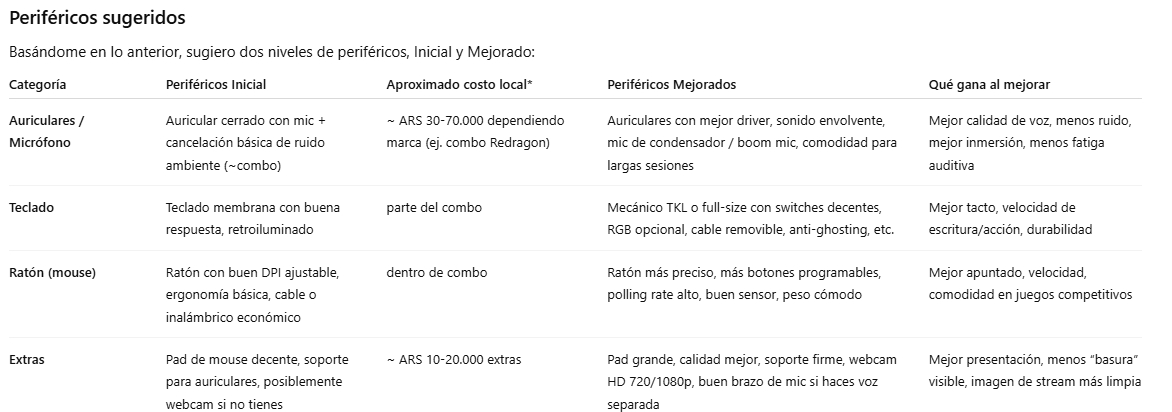 Periféricos sugeridos
Basándome en lo anterior, sugiero dos niveles de periféricos, Inicial y Mejorado:
Categoría Periféricos Inicial Aproximado costo local* Periféricos Mejorados Qué gana al mejorar
Auriculares / Auricular cerrado con mic + ~ ARS 30-70.000 dependiendo Auriculares con mejor driver, sonido envolvente, Mejor calidad de voz, menos ruido,
Micrófono cancelación básica de ruido marca (ej. combo Redragon) mic de condensador / boom mic, comodidad para mejor inmersión, menos fatiga
ambiente (~combo) largas sesiones auditiva
Teclado Teclado membrana con buena parte del combo Mecánico TKL o full-size con switches decentes, Mejor tacto, velocidad de
respuesta, retroiluminado RGB opcional, cable removible, anti-ghosting, etc. escritura/acción, durabilidad
Ratón (mouse) Ratón con buen DPI ajustable, dentro de combo Ratón más preciso, más botones programables, Mejor apuntado, velocidad,
ergonomía básica, cable o polling rate alto, buen sensor, peso cómodo comodidad en juegos competitivos
inalámbrico económico
Extras Pad de mouse decente, soporte ~ ARS 10-20.000 extras Pad grande, calidad mejor, soporte firme, webcam Mejor presentación, menos “basura”
para auriculares, posiblemente HD 720/1080p, buen brazo de mic si haces voz visible, imagen de stream más limpia
webcam si no tienes separada